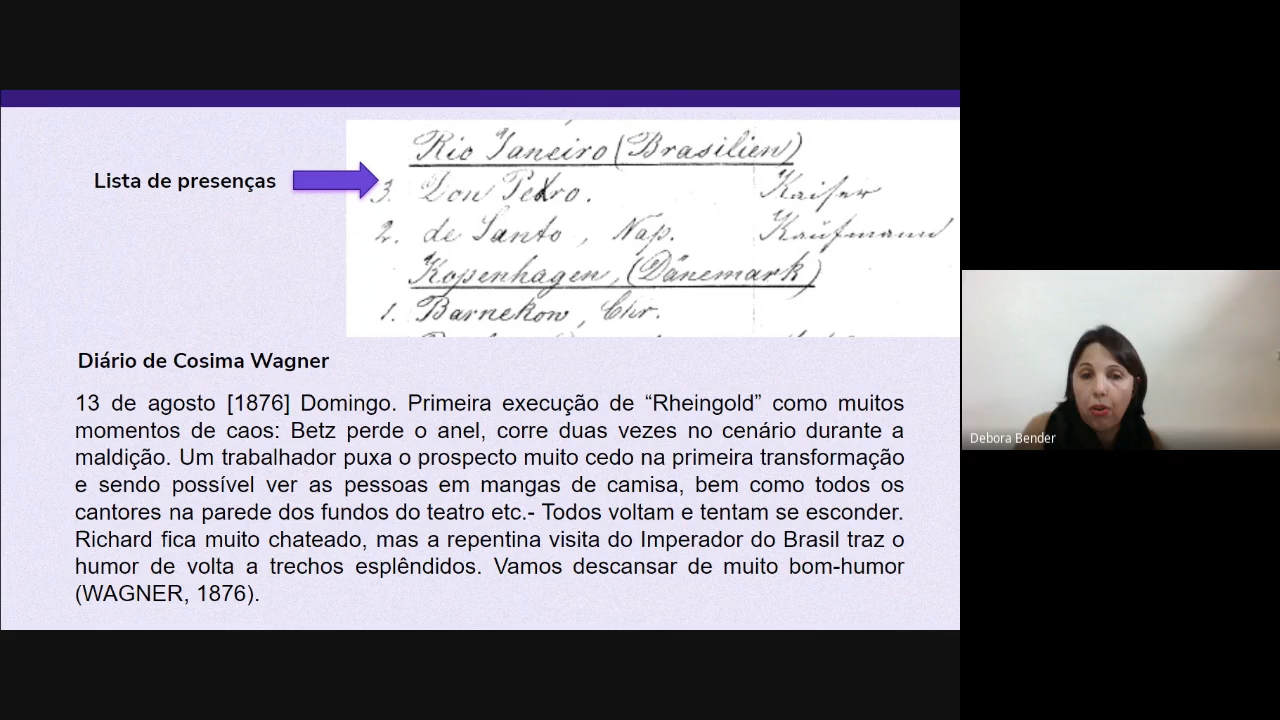 Lista de presenças
Rio Janeiro (Brasilien)
3. Don Pedro. Kaiser
2. de Santo, Nap. Kaufmann
Kopenhagen, (Dänemark)
1. Barnekow, Chr.
Diário de Cosima Wagner
13 de agosto [1876] Domingo. Primeira execução de “Rheingold” como muitos
momentos de caos: Betz perde o anel, corre duas vezes no cenário durante a
maldição. Um trabalhador puxa o prospecto muito cedo na primeira transformação
e sendo possível ver as pessoas em mangas de camisa, bem como todos os
cantores na parede dos fundos do teatro etc.- Todos voltam e tentam se esconder.
Richard fica muito chateado, mas a repentina visita do Imperador do Brasil traz o
humor de volta a trechos esplêndidos. Vamos descansar de muito bom-humor
(WAGNER, 1876).
Debora Bender